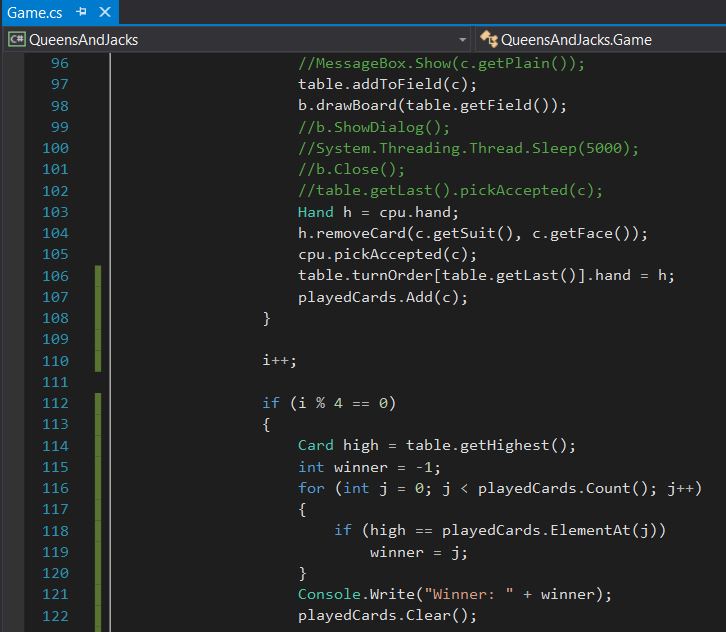 Game.cs
C# QueensAndJacks QueensAndJacks.Game
96 //MessageBox.Show(c.getPlain());
97 table.addToField(c);
98 b.drawBoard(table.getField());
99 //b.ShowDialog();
100 //System.Threading.Thread.Sleep(5000);
101 //b.Close();
102 //table.getLast().pickAccepted(c);
103 Hand h = cpu.hand;
104 h.removeCard(c.getSuit(), c.getFace());
105 cpu.pickAccepted(c);
106 table.turnOrder[table.getLast()].hand = h;
107 playedCards.Add(c);
108 }
109
110 i++;
111
112 if (i % 4 == 0)
113 {
114 Card high = table.getHighest();
115 int winner = -1;
116 for (int j = 0; j < playedCards.Count(); j++)
117 {
118 if (high == playedCards.ElementAt(j))
119 winner = j;
120 }
121 Console.Write("Winner: " + winner);
122 playedCards.Clear();